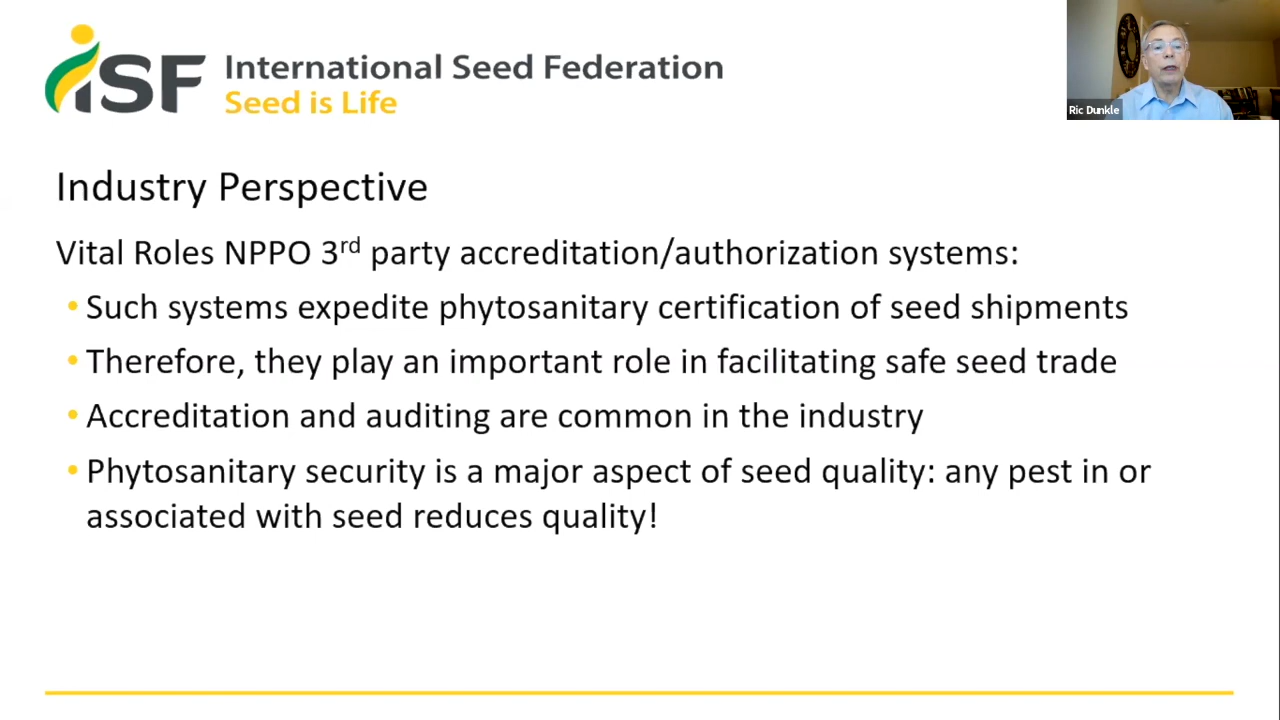 iSF International Seed Federation
Seed is Life
Ric Dunkle
Industry Perspective
Vital Roles NPPO 3rd party accreditation/authorization systems:
• Such systems expedite phytosanitary certification of seed shipments
• Therefore, they play an important role in facilitating safe seed trade
• Accreditation and auditing are common in the industry
• Phytosanitary security is a major aspect of seed quality: any pest in or
associated with seed reduces quality!